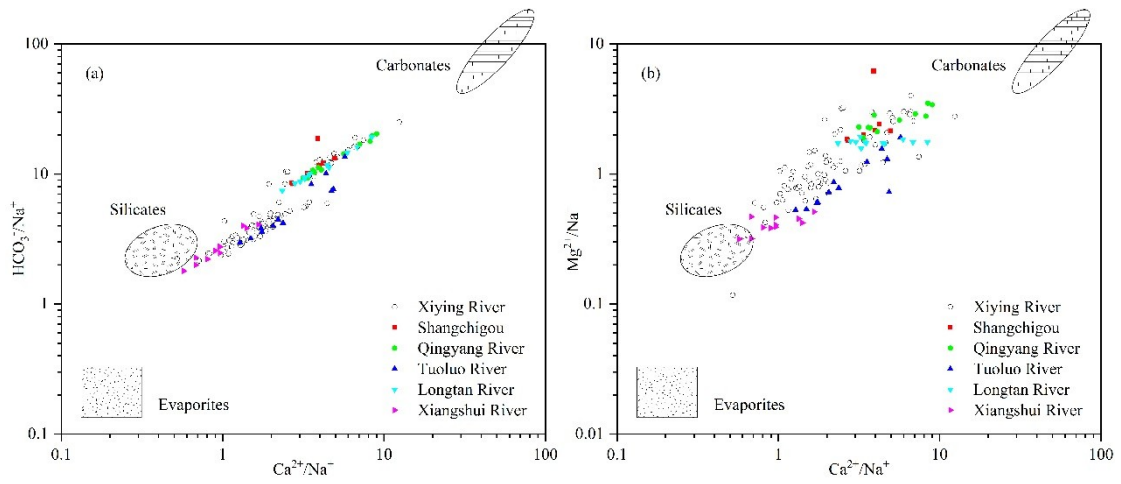 (a)
HCO3-/Na+
100
10
1
0.1
Carbonates
Silicates
Evaporites
Xiying River
Shangchigou
Qingyang River
Tuoluo River
Longtan River
Xiangshui River
0.1
1
10
100
Ca2+/Na+
(b)
Mg2+/Na
10
1
0.1
0.01
Carbonates
Silicates
Evaporites
Xiying River
Shangchigou
Qingyang River
Tuoluo River
Longtan River
Xiangshui River
0.1
1
10
100
Ca2+/Na+